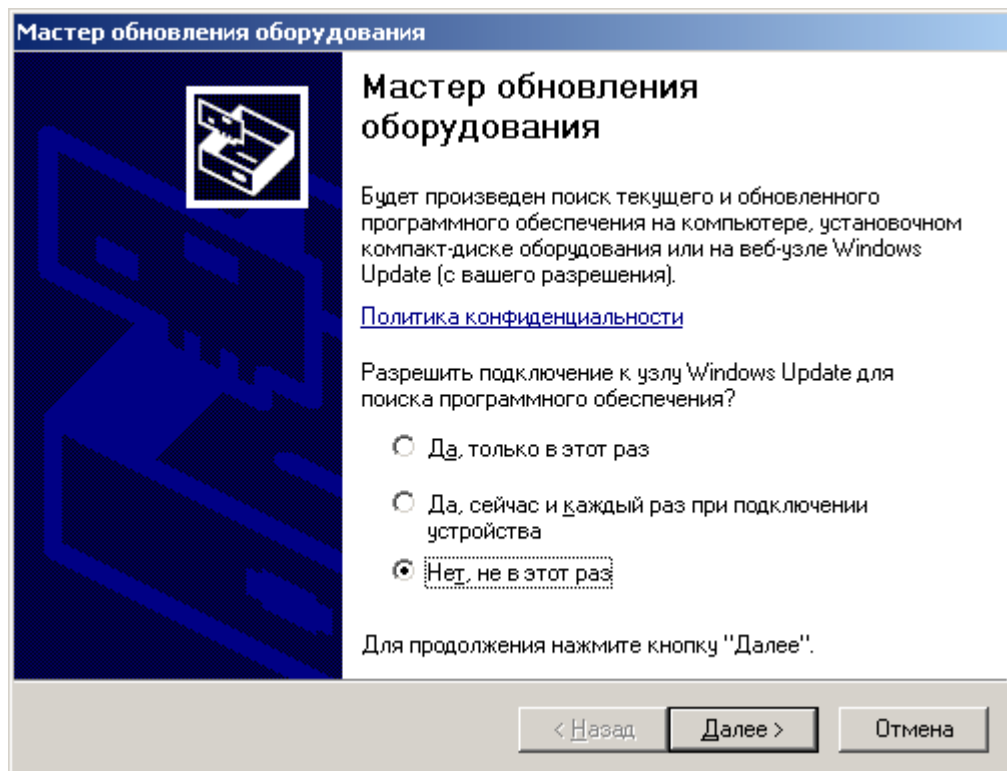 Мастер обновления оборудования
Мастер обновления
оборудования
Будет произведен поиск текущего и обновленного
программного обеспечения на компьютере, установочном
компакт-диске оборудования или на веб-узле Windows
Update (с вашего разрешения).
Политика конфиденциальности
Разрешить подключение к узлу Windows Update для
поиска программного обеспечения?
Да, только в этот раз
Да, сейчас и каждый раз при подключении
устройства
Нет, не в этот раз
Для продолжения нажмите кнопку "Далее".
< Назад Далее > Отмена